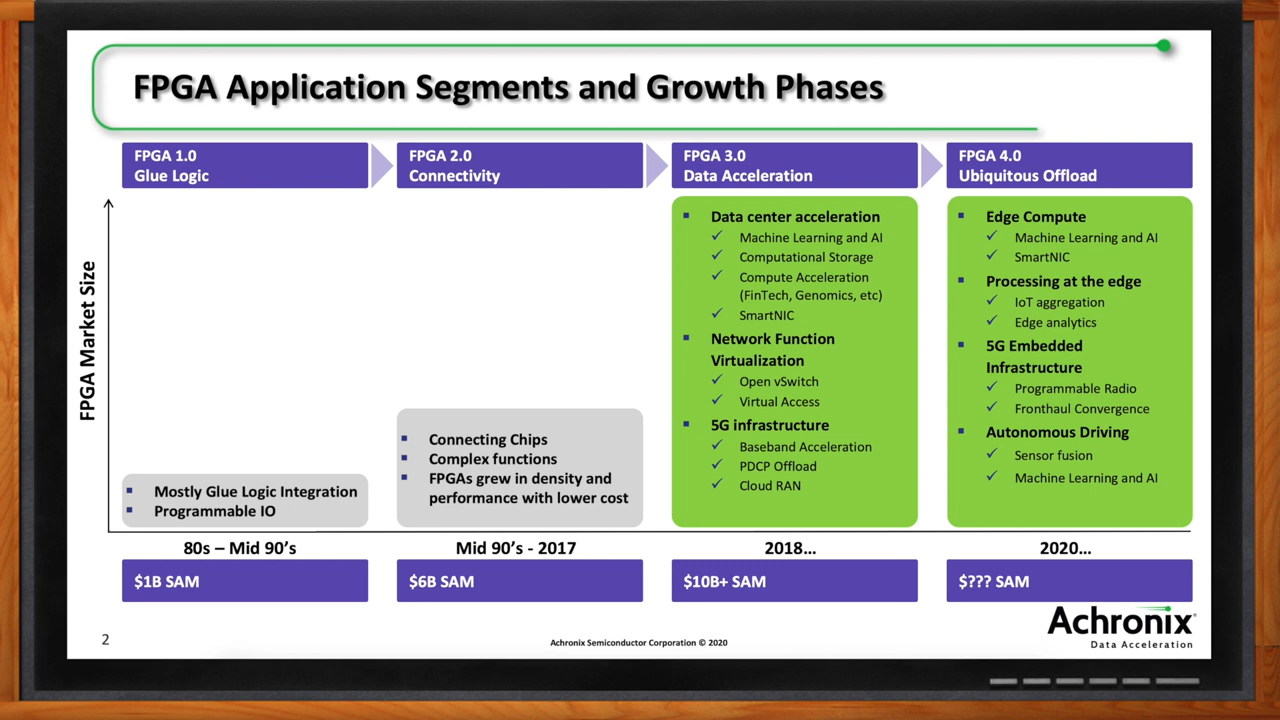 FPGA Application Segments and Growth Phases
FPGA 1.0
Glue Logic
FPGA 2.0
Connectivity
FPGA 3.0
Data Acceleration
FPGA 4.0
Ubiquitous Offload
FPGA Market Size
▪ Mostly Glue Logic Integration
▪ Programmable IO
▪ Connecting Chips
▪ Complex functions
▪ FPGAs grew in density and
performance with lower cost
▪ Data center acceleration
✓ Machine Learning and AI
✓ Computational Storage
✓ Compute Acceleration
(FinTech, Genomics, etc)
✓ SmartNIC
▪ Network Function
Virtualization
✓ Open vSwitch
✓ Virtual Access
▪ 5G infrastructure
✓ Baseband Acceleration
✓ PDCP Offload
✓ Cloud RAN
▪ Edge Compute
✓ Machine Learning and AI
✓ SmartNIC
▪ Processing at the edge
✓ IoT aggregation
✓ Edge analytics
▪ 5G Embedded
Infrastructure
✓ Programmable Radio
✓ Fronthaul Convergence
▪ Autonomous Driving
✓ Sensor fusion
✓ Machine Learning and AI
80s – Mid 90's
Mid 90's - 2017
2018...
2020...
$1B SAM
$6B SAM
$10B+ SAM
$??? SAM
2
Achronix Semiconductor Corporation © 2020
Achronix®
Data Acceleration